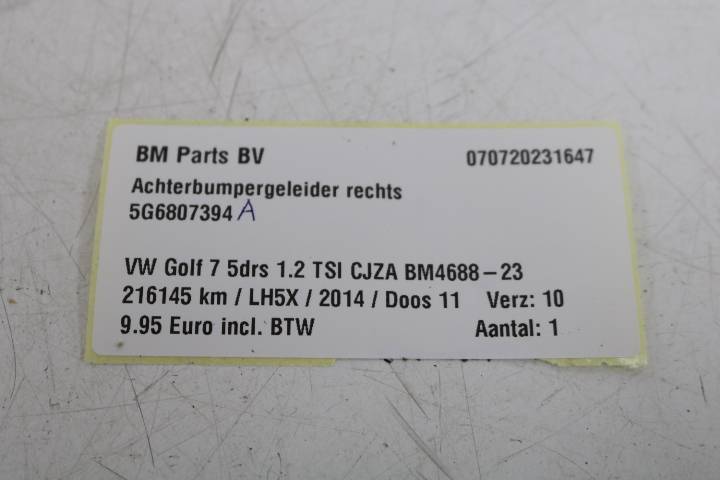 BM Parts BV 070720231647
Achterbumpergeleider rechts
5G6807394 A
VW Golf 7 5drs 1.2 TSI CJZA BM4688-23
216145 km / LH5X / 2014 / Doos 11 Verz: 10
9.95 Euro incl. BTW Aantal: 1